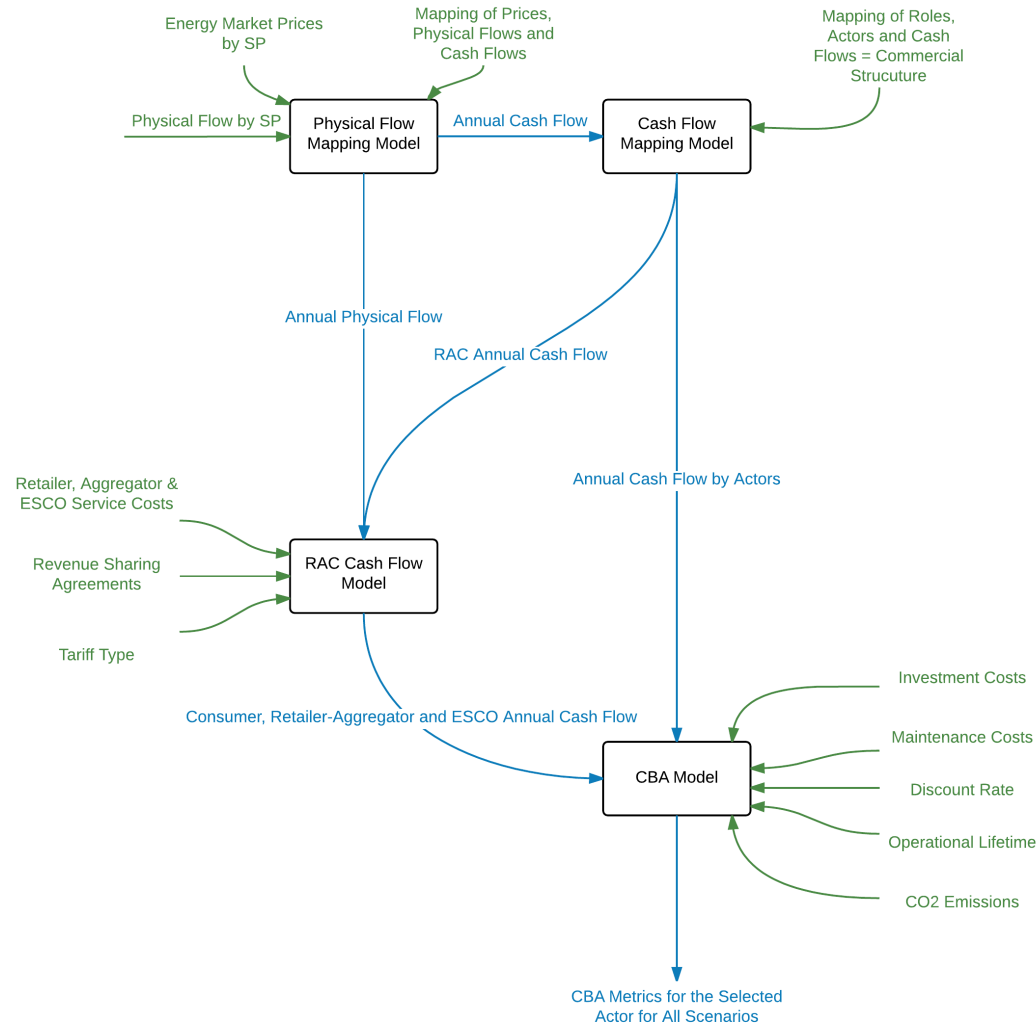 Energy Market Prices
by SP
Mapping of Prices,
Physical Flows and
Cash Flows
Mapping of Roles,
Actors and Cash
Flows = Commercial
Strucuture
Physical Flow by SP
Physical Flow
Mapping Model
Annual Cash Flow
Cash Flow
Mapping Model
Annual Physical Flow
RAC Annual Cash Flow
Annual Cash Flow by Actors
Retailer, Aggregator &
ESCO Service Costs
Revenue Sharing
Agreements
Tariff Type
RAC Cash Flow
Model
Consumer, Retailer-Aggregator and ESCO Annual Cash Flow
Investment Costs
Maintenance Costs
CBA Model
Discount Rate
Operational Lifetime
CO2 Emissions
CBA Metrics for the Selected
Actor for All Scenarios